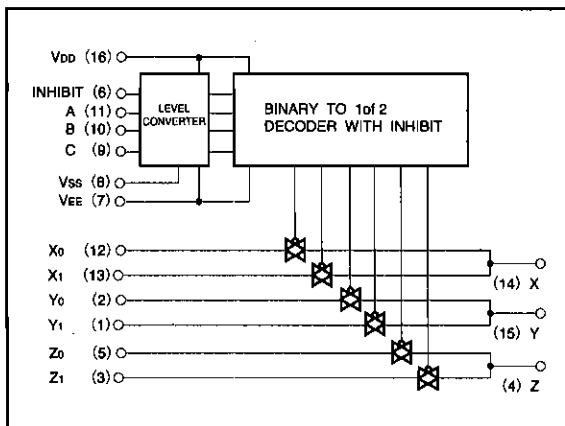 VDD (16)
INHIBIT (6)
A (11)
B (10)
C (9)
VSS (8)
VEE (7)
LEVEL
CONVERTER
BINARY TO 1of 2
DECODER WITH INHIBIT
X0 (12)
X1 (13)
Y0 (2)
Y1 (1)
Z0 (5)
Z1 (3)
(14) X
(15) Y
(4) Z